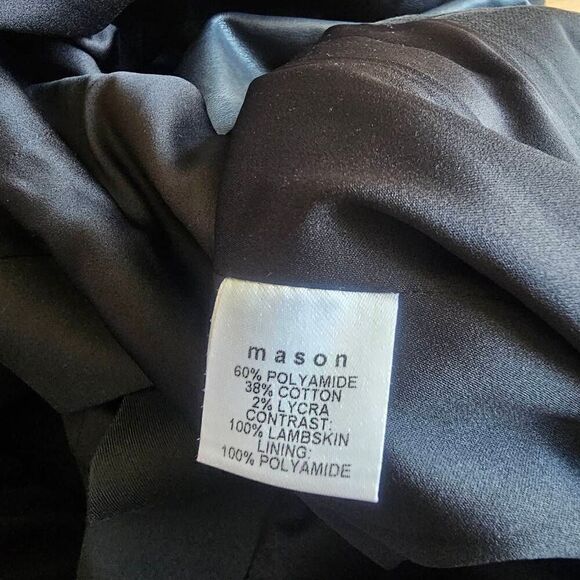 mason
60% POLYAMIDE
38% COTTON
2% LYCRA
CONTRAST:
100% LAMBSKIN
LINING:
100% POLYAMIDE